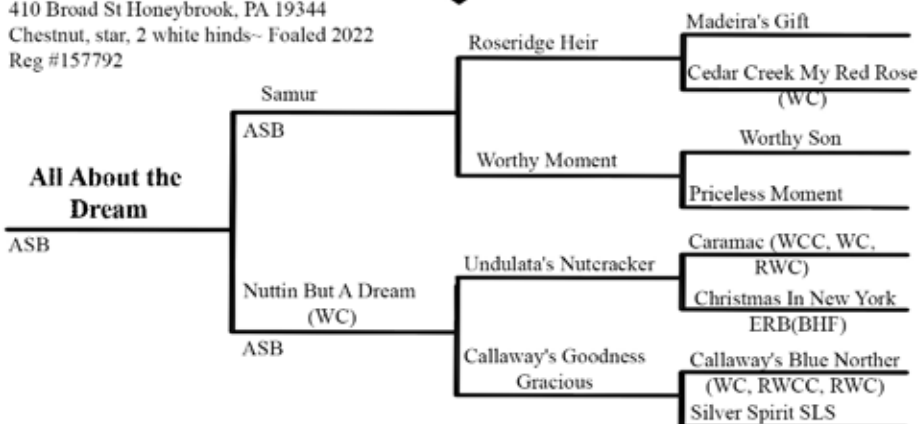 410 Broad St Honeybrook, PA 19344
Chestnut, star, 2 white hinds~ Foaled 2022
Reg #157792
All About the
Dream
ASB
Samur
ASB
Nuttin But A Dream
(WC)
ASB
Roseridge Heir
Worthy Moment
Undulata's Nutcracker
Callaway's Goodness
Gracious
Madeira's Gift
Cedar Creek My Red Rose
(WC)
Worthy Son
Priceless Moment
Caramac (WCC, WC,
RWC)
Christmas In New York
ERB(BHF)
Callaway's Blue Norther
(WC, RWCC, RWC)
Silver Spirit SLS